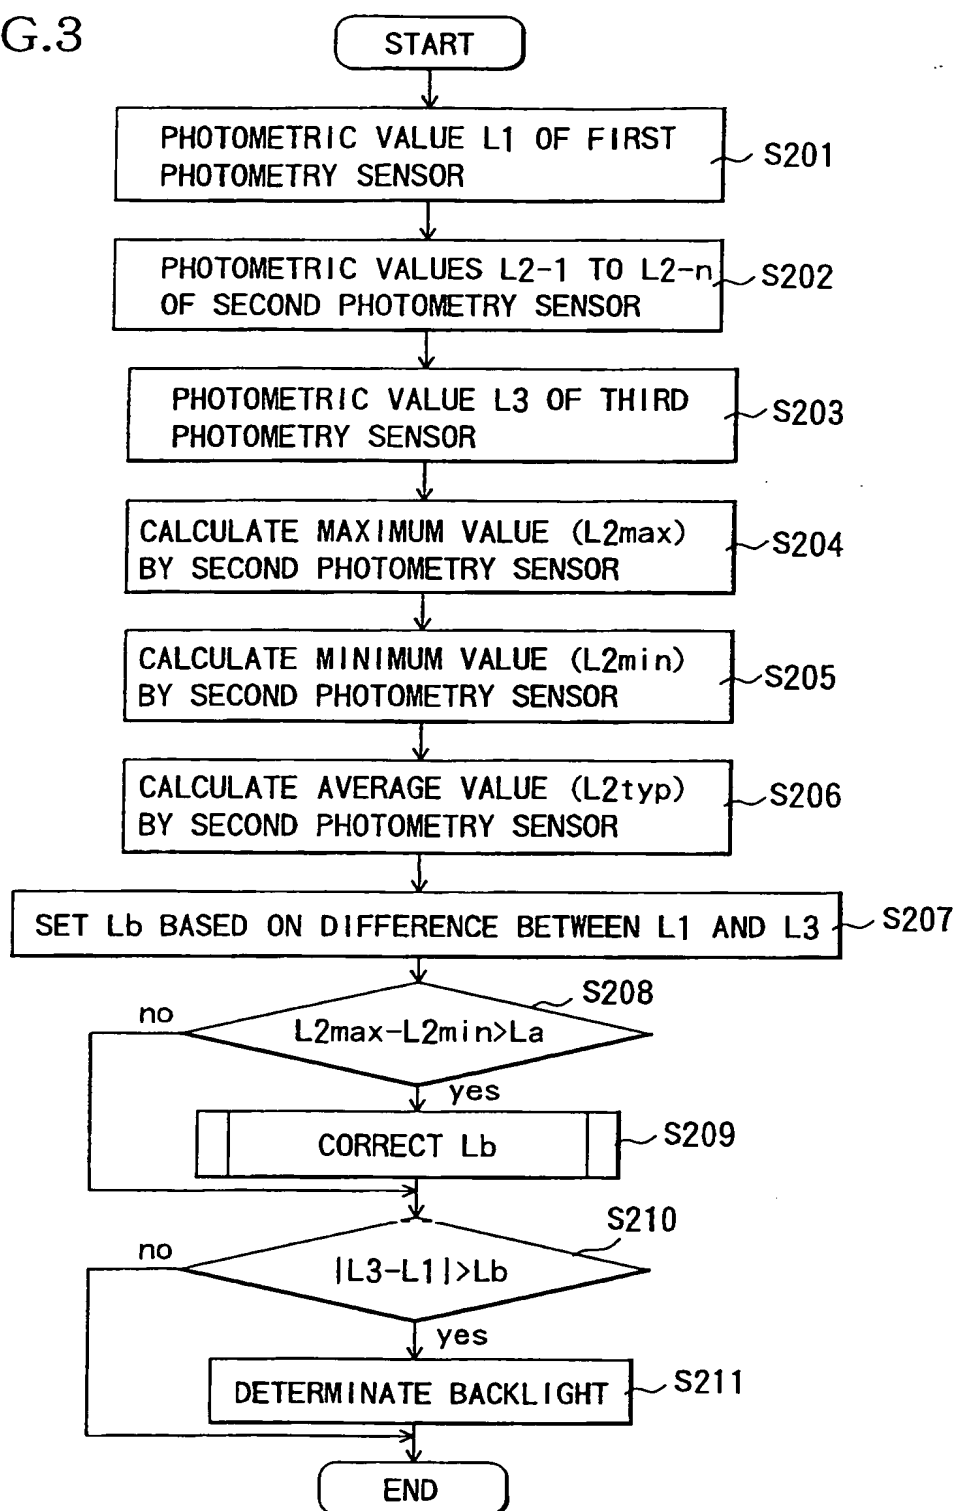 G.3
START
PHOTOMETRIC VALUE L1 OF FIRST
PHOTOMETRY SENSOR
S201
PHOTOMETRIC VALUES L2-1 TO L2-n
OF SECOND PHOTOMETRY SENSOR
S202
PHOTOMETRIC VALUE L3 OF THIRD
PHOTOMETRY SENSOR
S203
CALCULATE MAXIMUM VALUE (L2max)
BY SECOND PHOTOMETRY SENSOR
S204
CALCULATE MINIMUM VALUE (L2min)
BY SECOND PHOTOMETRY SENSOR
S205
CALCULATE AVERAGE VALUE (L2typ)
BY SECOND PHOTOMETRY SENSOR
S206
SET Lb BASED ON DIFFERENCE BETWEEN L1 AND L3
S207
S208
no
L2max-L2min>La
yes
CORRECT Lb
S209
S210
no
|L3-L1|>Lb
yes
DETERMINATE BACKLIGHT
S211
END